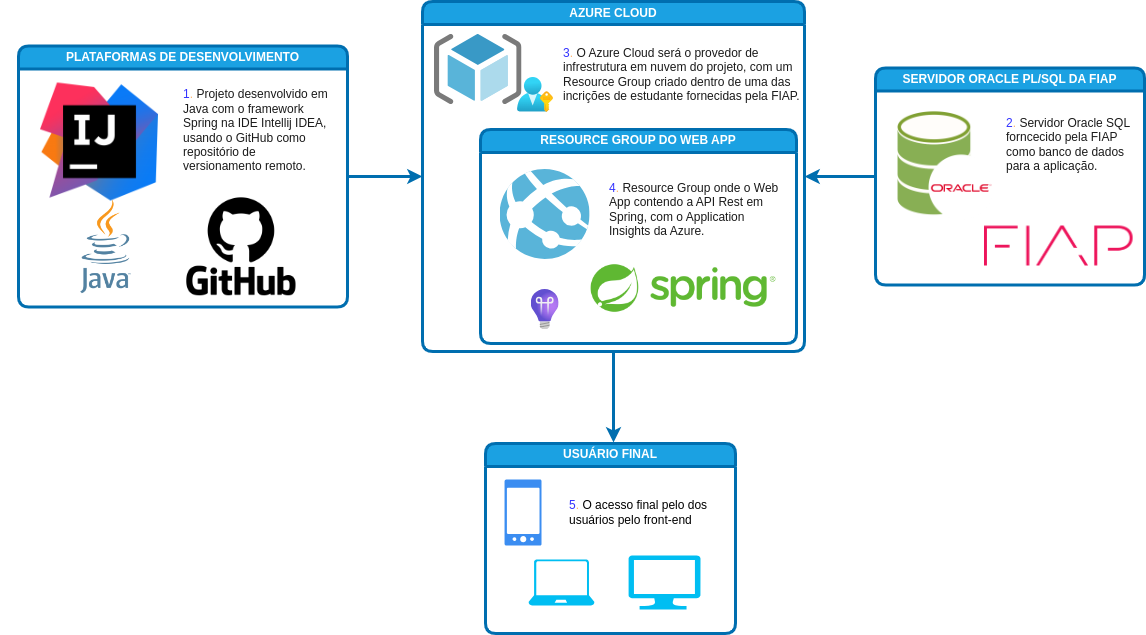 PLATAFORMAS DE DESENVOLVIMENTO
IJ
1. Projeto desenvolvido em
Java com o framework
Spring na IDE Intellij IDEA,
usando o GitHub como
repositório de
versionamento remoto.
Java
GitHub
AZURE CLOUD
3. O Azure Cloud será o provedor de
infrestrutura em nuvem do projeto, com um
Resource Group criado dentro de uma das
incrições de estudante fornecidas pela FIAP.
RESOURCE GROUP DO WEB APP
4. Resource Group onde o Web
App contendo a API Rest em
Spring, com o Application
Insights da Azure.
spring®
SERVIDOR ORACLE PL/SQL DA FIAP
2. Servidor Oracle SQL
forncecido pela FIAP
como banco de dados
para a aplicação.
ORACLE
FIAP
USUÁRIO FINAL
5. O acesso final pelo dos
usuários pelo front-end